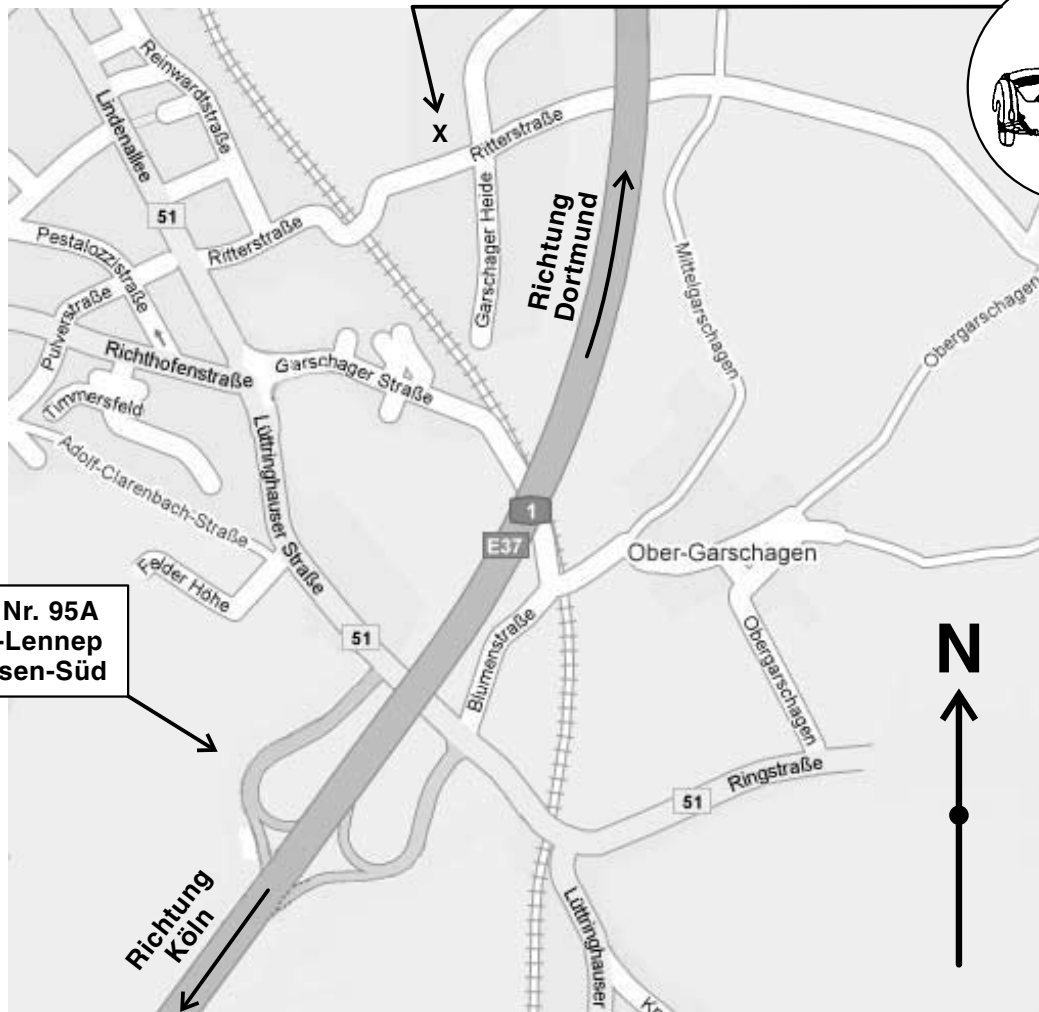 Reinwardtstraße
Lindenallee
X
Ritterstraße
Garschager Heide
51
Richtung
Dortmund
Pestalozzistraße
Ritterstraße
Mittelgarschagen
Pulverstraße
Obergarschagen
Richthofenstraße
Garschager Straße
Timmersfeld
Lüttringhauser Straße
Adolf-Clarenbach-Straße
1
E37
Ober-Garschagen
Felder Höhe
Nr. 95A
-Lennep
sen-Süd
51
Blumenstraße
Obergarschagen
N
Ringstraße
51
Richtung
Köln
Lüttringhauser